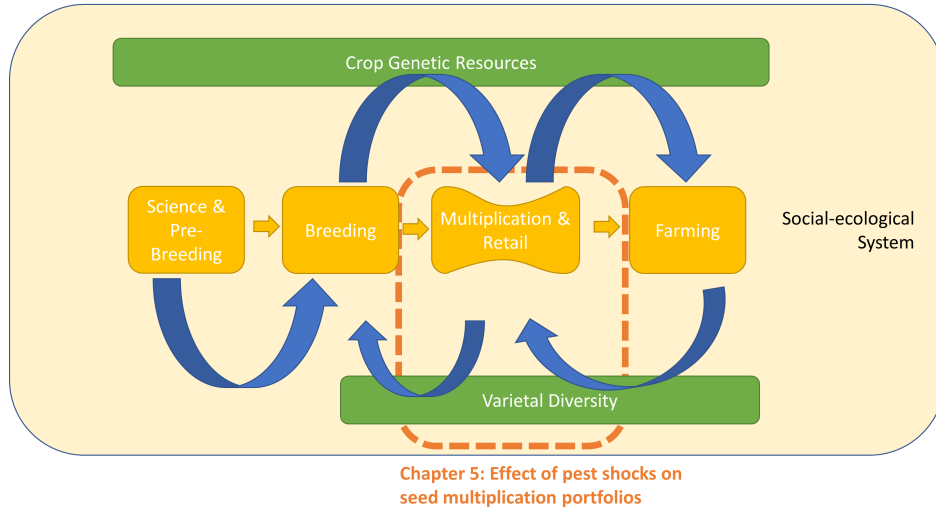 Crop Genetic Resources
Science &
Pre-
Breeding
Breeding
Multiplication &
Retail
Farming
Social-ecological
System
Varietal Diversity
Chapter 5: Effect of pest shocks on
seed multiplication portfolios